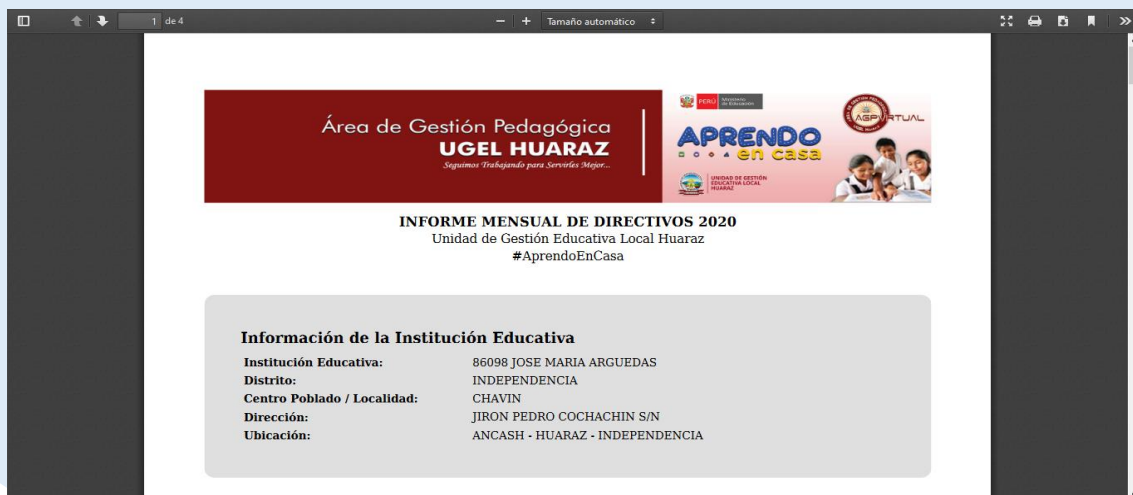 1 de 4
Tamaño automático
Área de Gestión Pedagógica
UGEL HUARAZ
Seguimos Trabajando para Servirles Mejor...
PERÚ
Ministerio
de Educación
APRENDO
en casa
UNIDAD DE GESTIÓN
EDUCATIVA LOCAL
HUARAZ
AGPVIRTUAL
INFORME MENSUAL DE DIRECTIVOS 2020
Unidad de Gestión Educativa Local Huaraz
#AprendoEnCasa
Información de la Institución Educativa
Institución Educativa: 86098 JOSE MARIA ARGUEDAS
Distrito: INDEPENDENCIA
Centro Poblado / Localidad: CHAVIN
Dirección: JIRON PEDRO COCHACHIN S/N
Ubicación: ANCASH - HUARAZ - INDEPENDENCIA